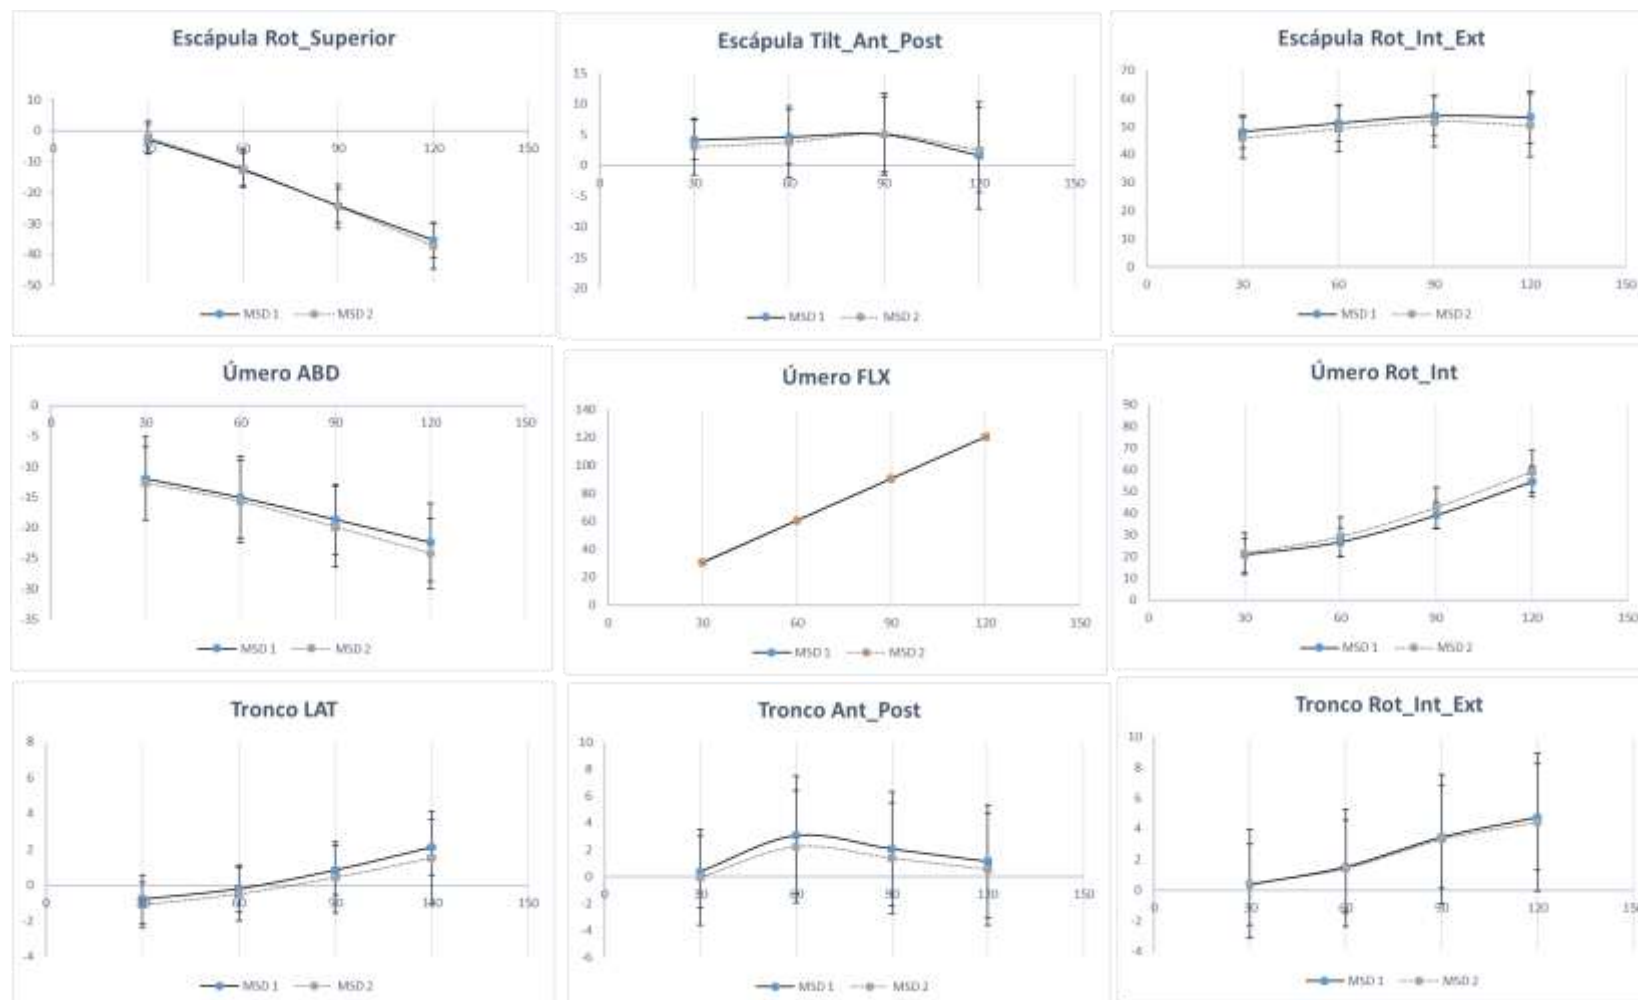 Escápula Rot_Superior
10
0
-10
-20
-30
-40
-50
0 60 90 120 150
MSD 1 MSD 2
Escápula Tilt_Ant_Post
15
10
5
0
-5
-10
-15
-20
0 30 60 90 120 150
MSD 1 MSD 2
Escápula Rot_Int_Ext
70
60
50
40
30
20
10
0
0 30 60 90 120 150
MSD 1 MSD 2
Úmero ABD
0
-5
-10
-15
-20
-25
-30
-35
0 30 60 90 120 150
MSD 1 MSD 2
Úmero FLX
140
120
100
80
60
40
20
0
0 30 60 90 120 150
MSD 1 MSD 2
Úmero Rot_Int
90
80
70
60
50
40
30
20
10
0
0 30 60 90 120 150
MSD 1 MSD 2
Tronco LAT
8
6
4
2
0
-2
-4
0 30 60 90 120 150
MSD 1 MSD 2
Tronco Ant_Post
10
8
6
4
2
0
-2
-4
-6
0 30 60 90 120 150
MSD 1 MSD 2
Tronco Rot_Int_Ext
10
8
6
4
2
0
-2
-4
0 30 60 90 120 150
MSD 1 MSD 2